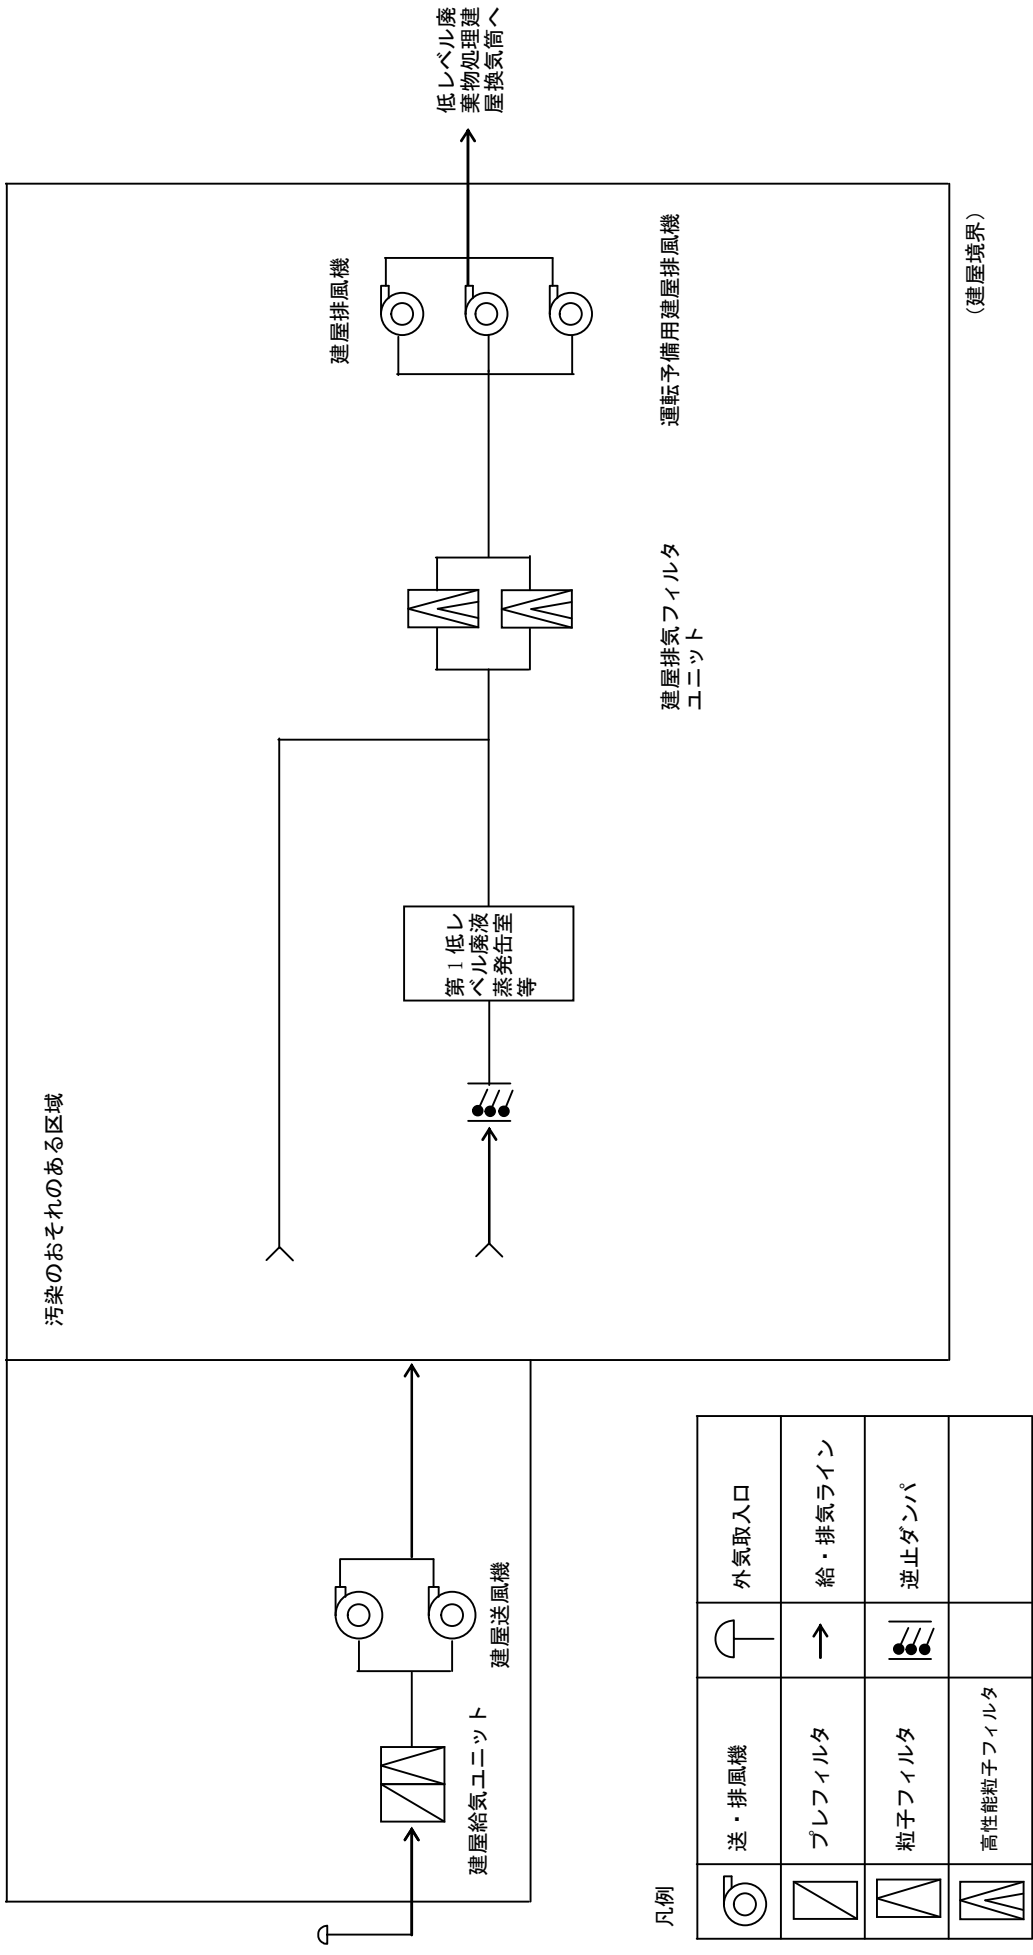 汚染のおそれのある区域
建屋排風機
低レベル廃
棄物処理建
屋換気筒へ
第1低レ
ベル廃液
蒸発缶室
等
建屋給気ユニット
建屋送風機
建屋排気フィルタ
ユニット
運転予備用建屋排風機
(建屋境界)
凡例
送・排風機
外気取入口
プレフィルタ
給・排気ライン
粒子フィルタ
逆止ダンパ
高性能粒子フィルタ